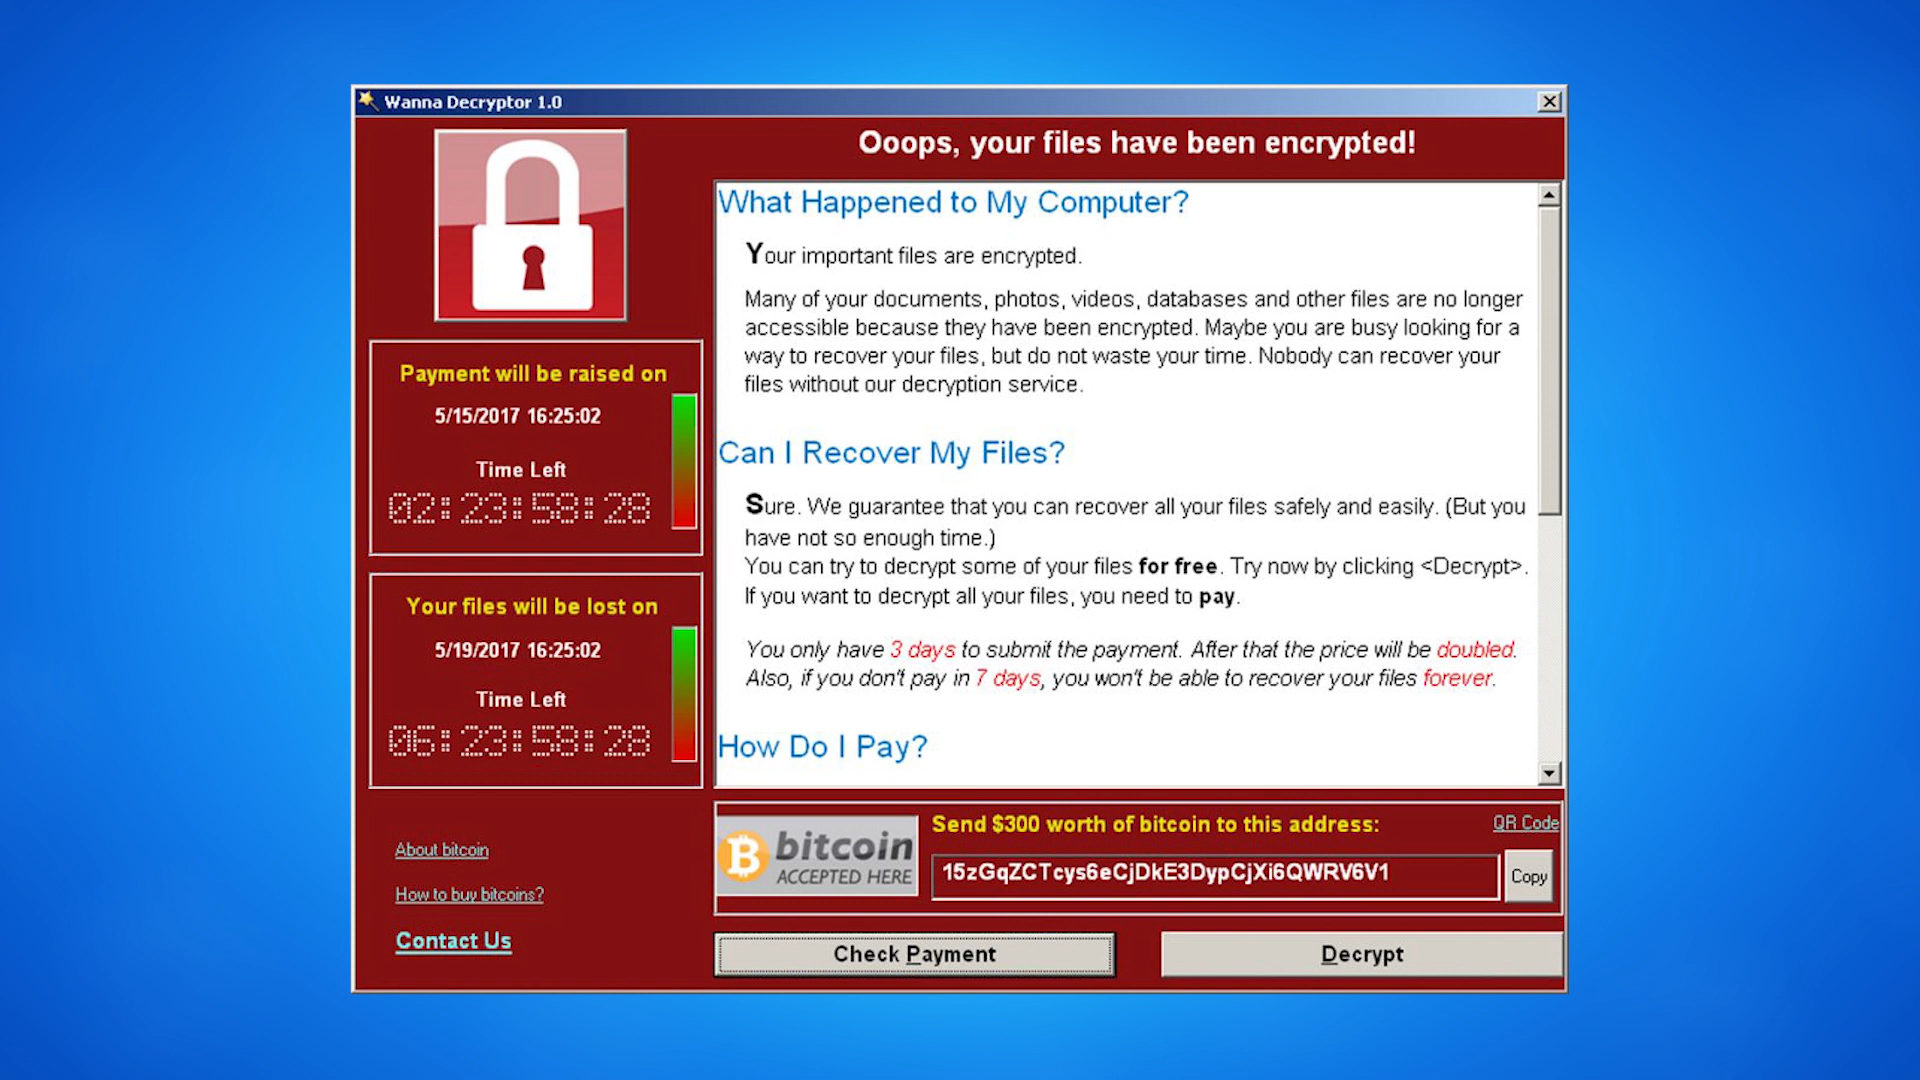 Wanna Decryptor 1.0
Ooops, your files have been encrypted!
Payment will be raised on
5/15/2017 16:25:02
Time Left
02:23:58:28
Your files will be lost on
5/19/2017 16:25:02
Time Left
06:23:58:28
About bitcoin
How to buy bitcoins?
Contact Us
What Happened to My Computer?
Your important files are encrypted.
Many of your documents, photos, videos, databases and other files are no longer
accessible because they have been encrypted. Maybe you are busy looking for a
way to recover your files, but do not waste your time. Nobody can recover your
files without our decryption service.
Can I Recover My Files?
Sure. We guarantee that you can recover all your files safely and easily. (But you
have not so enough time.)
You can try to decrypt some of your files for free. Try now by clicking <Decrypt>.
If you want to decrypt all your files, you need to pay.
You only have 3 days to submit the payment. After that the price will be doubled.
Also, if you don't pay in 7 days, you won't be able to recover your files forever.
How Do I Pay?
bitcoin
ACCEPTED HERE
Send $300 worth of bitcoin to this address:
QR Code
15zGqZCTcys6eCjDkE3DypCjXi6QWRV6V1
Copy
Check Payment
Decrypt